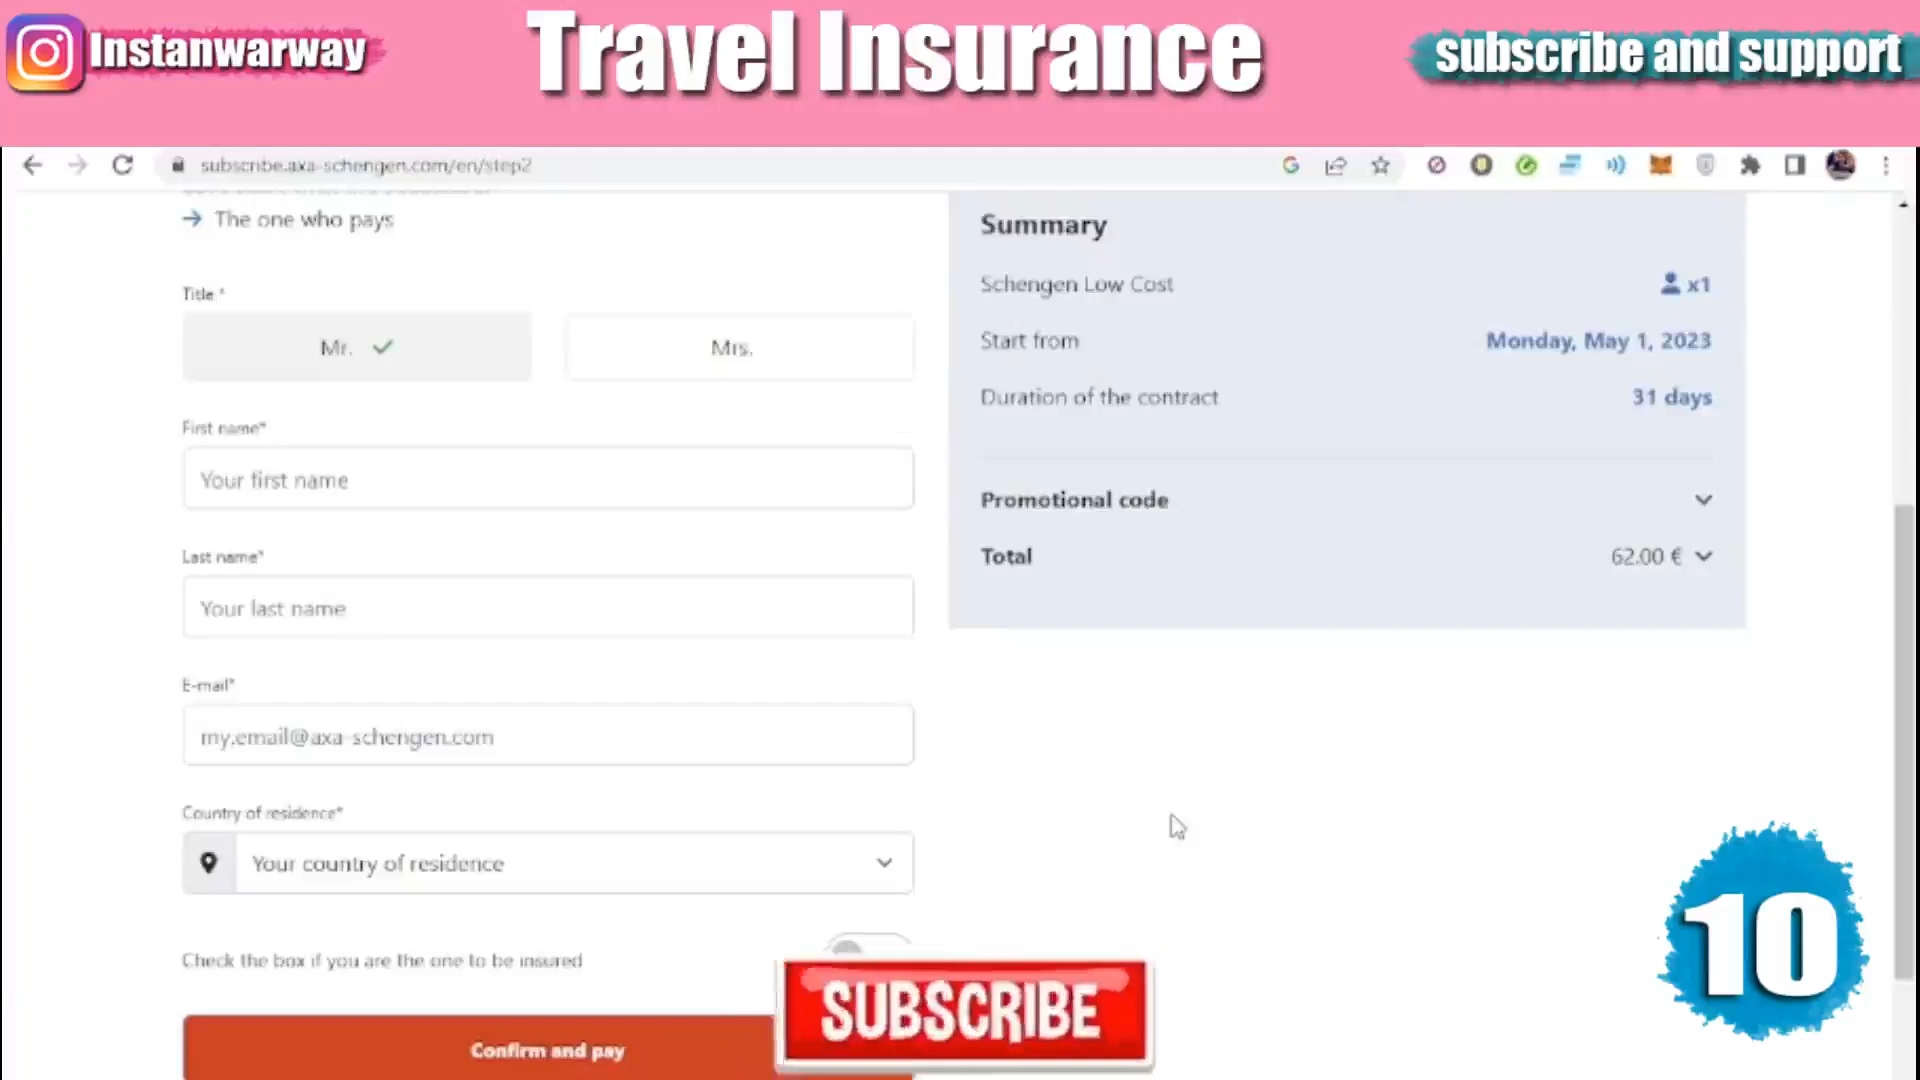 Instanwarway
Travel Insurance
subscribe and support
subscribe.axa-schengen.com/en/step2
The one who pays
Title *
Mr.
Mrs.
First name*
Your first name
Last name*
Your last name
E-mail*
my.email@axa-schengen.com
Country of residence*
Your country of residence
Check the box if you are the one to be insured
Confirm and pay
Summary
Schengen Low Cost
x1
Start from
Monday, May 1, 2023
Duration of the contract
31 days
Promotional code
Total
62.00 €
SUBSCRIBE
10